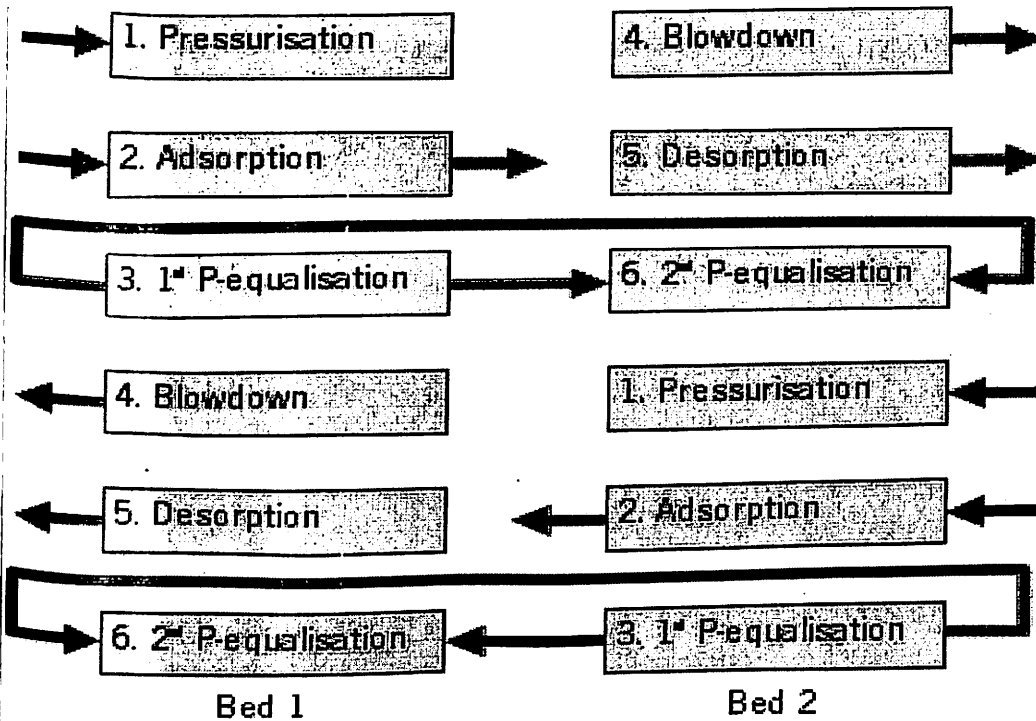 1. Pressurisation
4. Blowdown
2. Adsorption
5. Desorption
3. 1st P-equalisation
6. 2nd P-equalisation
4. Blowdown
1. Pressurisation
5. Desorption
2. Adsorption
6. 2nd P-equalisation
3. 1st P-equalisation
Bed 1
Bed 2